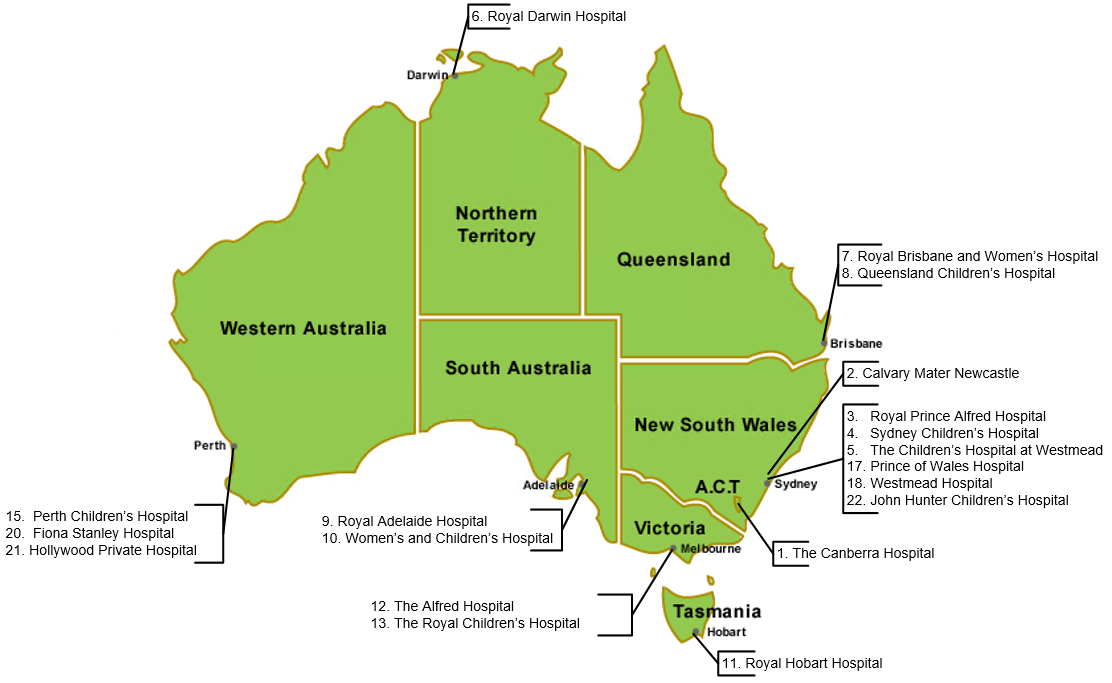 6. Royal Darwin Hospital
Darwin
Northern
Territory
Queensland
7. Royal Brisbane and Women’s Hospital
8. Queensland Children’s Hospital
Western Australia
Brisbane
South Australia
2. Calvary Mater Newcastle
New South Wales
3. Royal Prince Alfred Hospital
4. Sydney Children’s Hospital
5. The Children’s Hospital at Westmead
17. Prince of Wales Hospital
18. Westmead Hospital
22. John Hunter Children’s Hospital
Perth
Adelaide
A.C.T
Sydney
15. Perth Children’s Hospital
20. Fiona Stanley Hospital
21. Hollywood Private Hospital
9. Royal Adelaide Hospital
10. Women’s and Children’s Hospital
Victoria
Melbourne
1. The Canberra Hospital
12. The Alfred Hospital
13. The Royal Children’s Hospital
Tasmania
Hobart
11. Royal Hobart Hospital